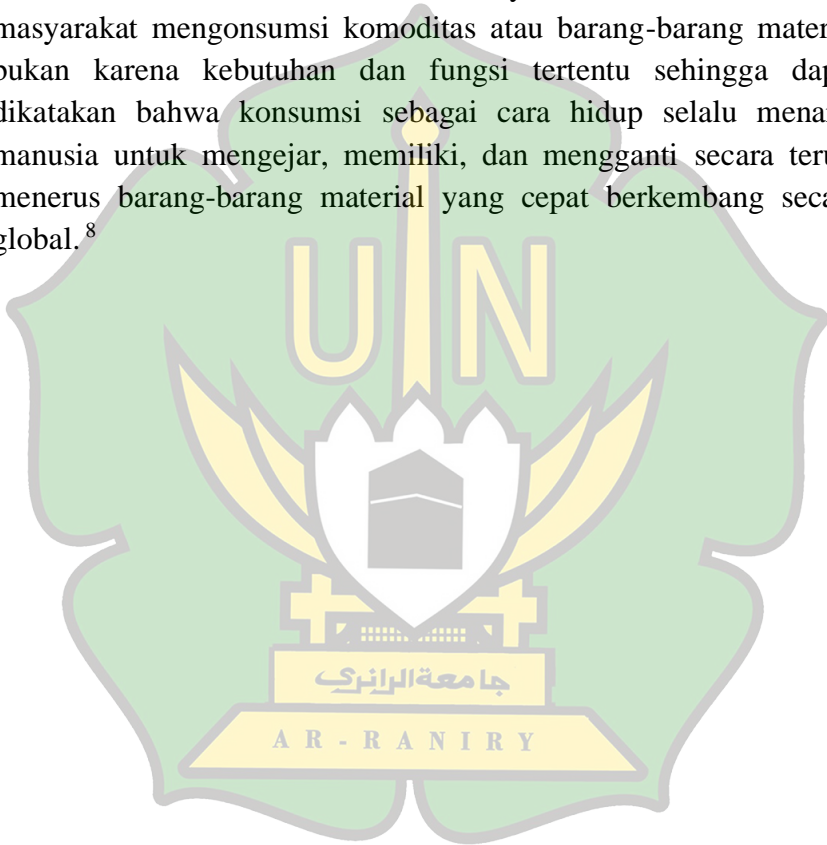 masyarakat mengonsumsi komoditas atau barang-barang mater
bukan karena kebutuhan dan fungsi tertentu sehingga dap
dikatakan bahwa konsumsi sebagai cara hidup selalu mena
manusia untuk mengejar, memiliki, dan mengganti secara teru
menerus barang-barang material yang cepat berkembang seca
global. 8
UIN
جامعة الرانري
AR-RANIRY